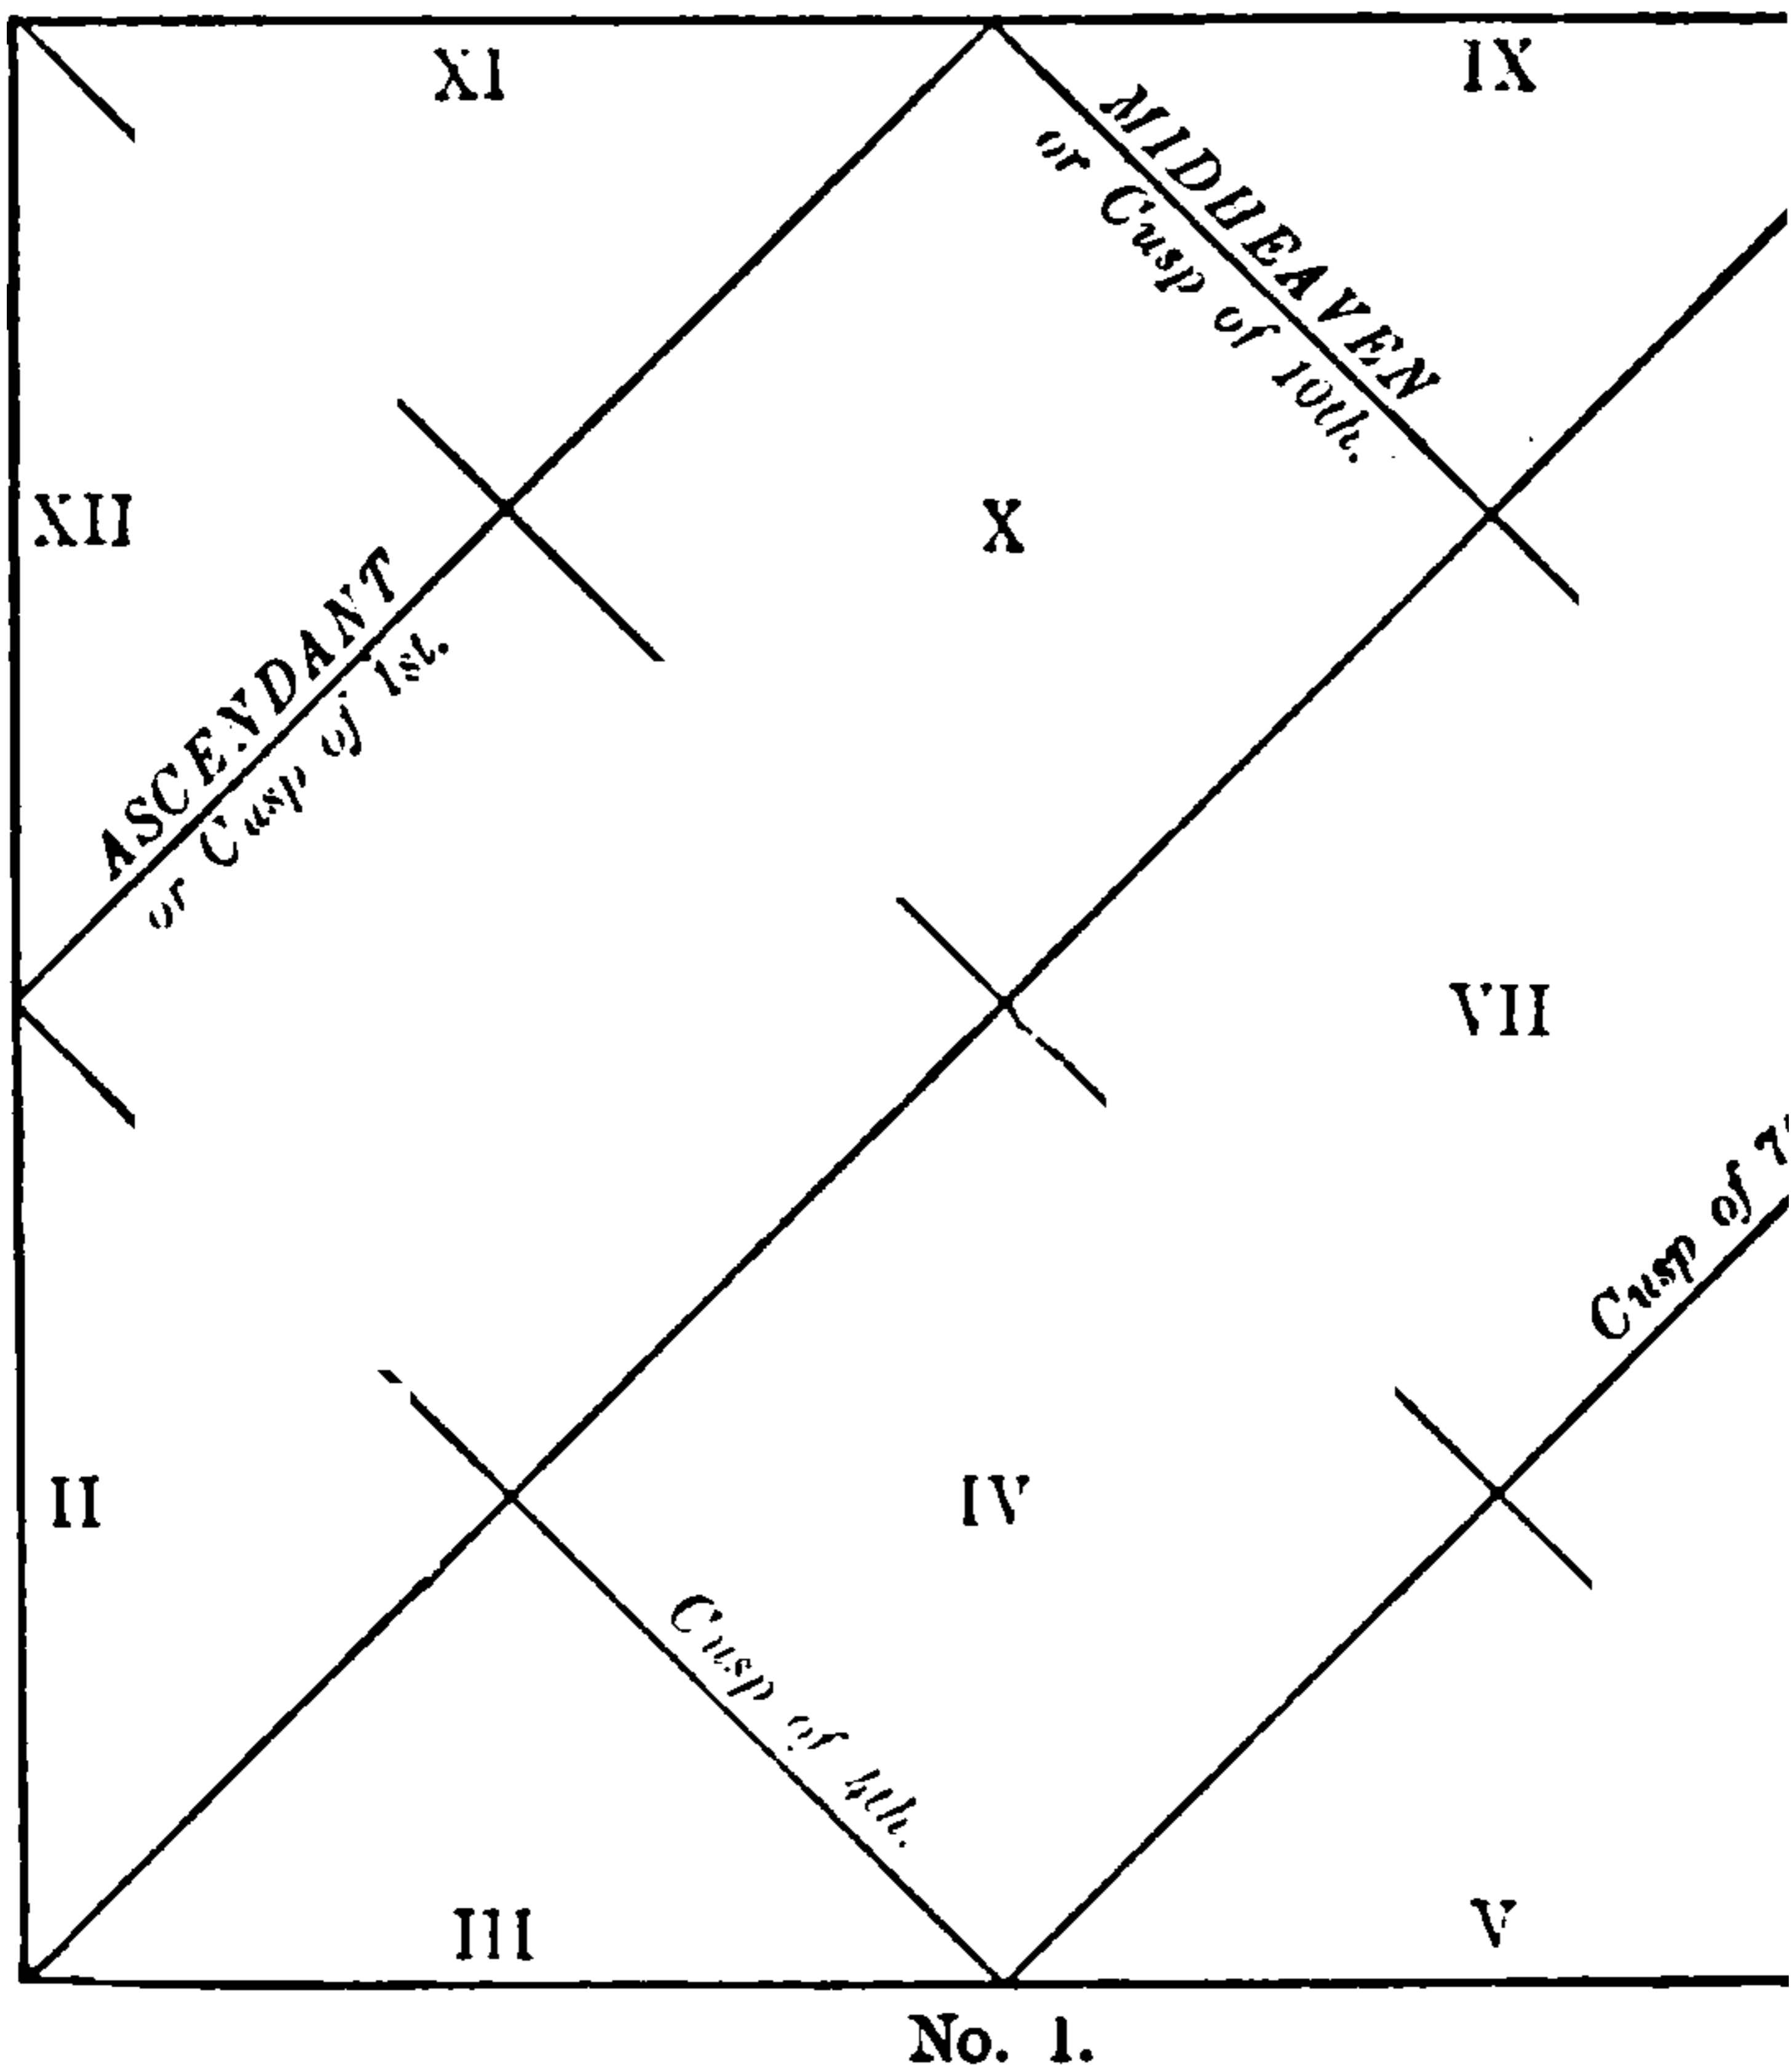 XI
IX
MIDHEAVEN
or Cusp of 10th.
XII
X
ASCENDANT
or Cusp of 1st.
VII
Cusp of
II
IV
Cusp of 4th.
III
V
No. 1.